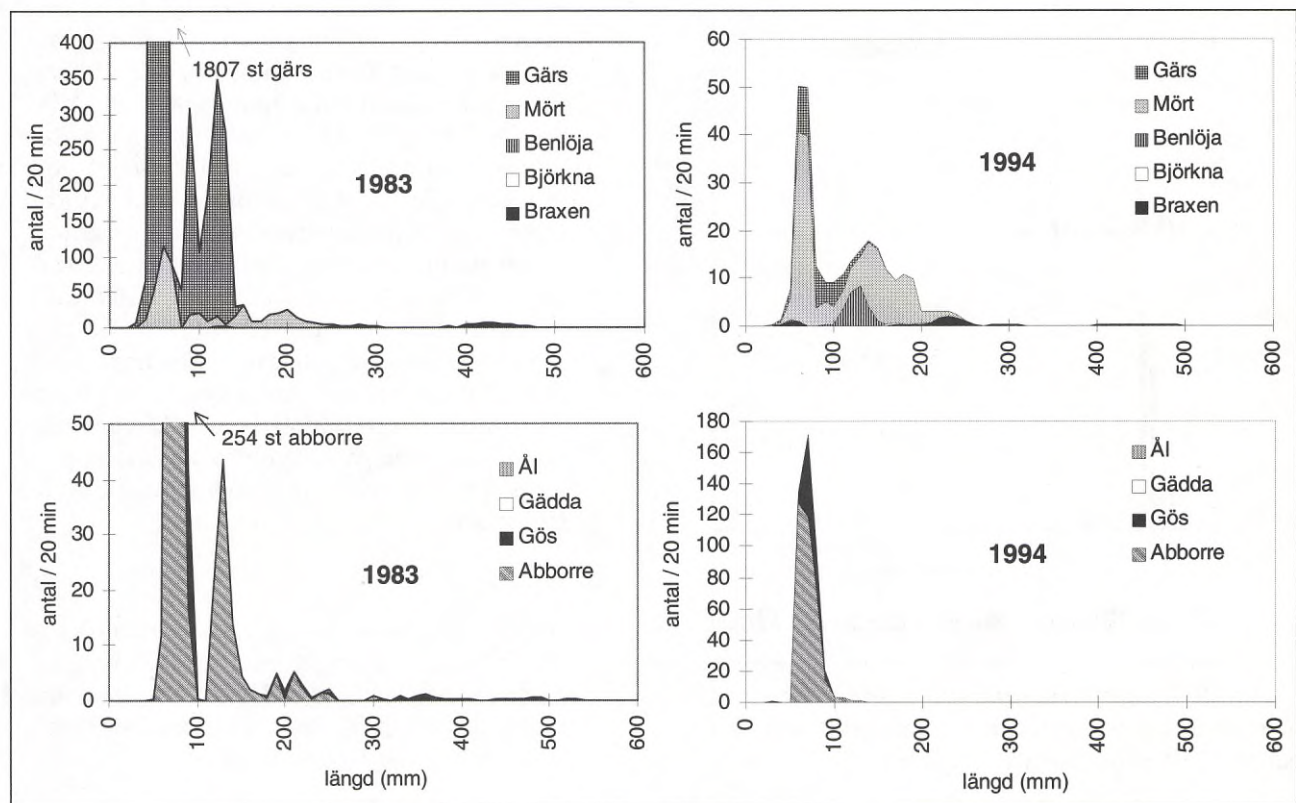 1807 st gärs
antal / 20 min
400
350
300
250
200
150
100
50
0
1983
Gärs
Mört
Benlöja
Björkna
Braxen
0
100
200
300
400
500
600
antal / 20 min
60
50
40
30
20
10
0
1994
Gärs
Mört
Benlöja
Björkna
Braxen
0
100
200
300
400
500
600
254 st abborre
antal / 20 min
50
40
30
20
10
0
1983
Ål
Gädda
Gös
Abborre
0
100
200
300
400
500
600
längd (mm)
antal / 20 min
180
160
140
120
100
80
60
40
20
0
1994
Ål
Gädda
Gös
Abborre
0
100
200
300
400
500
600
längd (mm)